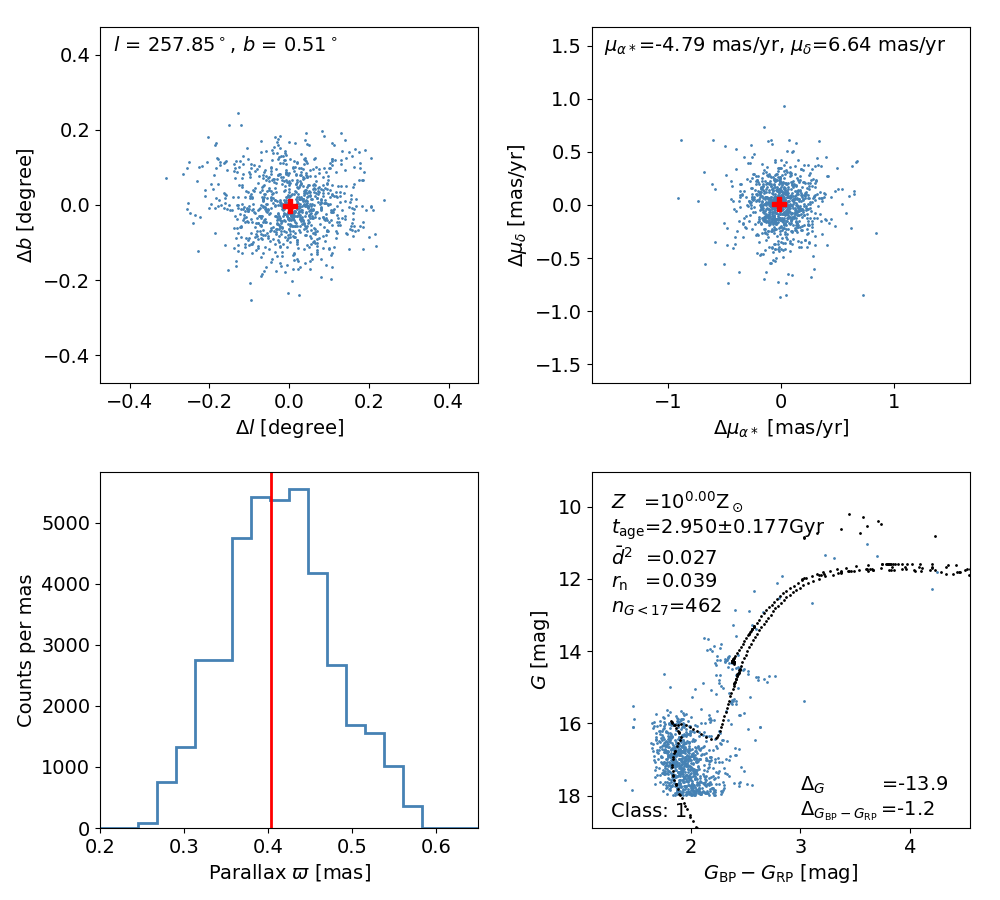 l = 257.85°, b = 0.51°
0.4
0.2
0.0
−0.2
−0.4
Δb [degree]
−0.4 −0.2 0.0 0.2 0.4
Δl [degree]
μα*=-4.79 mas/yr, μδ=6.64 mas/yr
1.5
1.0
0.5
0.0
−0.5
−1.0
−1.5
Δμδ [mas/yr]
−1 0 1
Δμα* [mas/yr]
5000
4000
3000
2000
1000
0
Counts per mas
0.2 0.3 0.4 0.5 0.6
Parallax ϖ [mas]
Z =10^0.00 Z⊙
t_age=2.950±0.177Gyr
d̄² =0.027
r_n =0.039
n_G<17=462
10
12
14
16
18
G [mag]
Δ_G =-13.9
Δ_G_BP−G_RP =-1.2
Class: 1
2 3 4
G_BP − G_RP [mag]